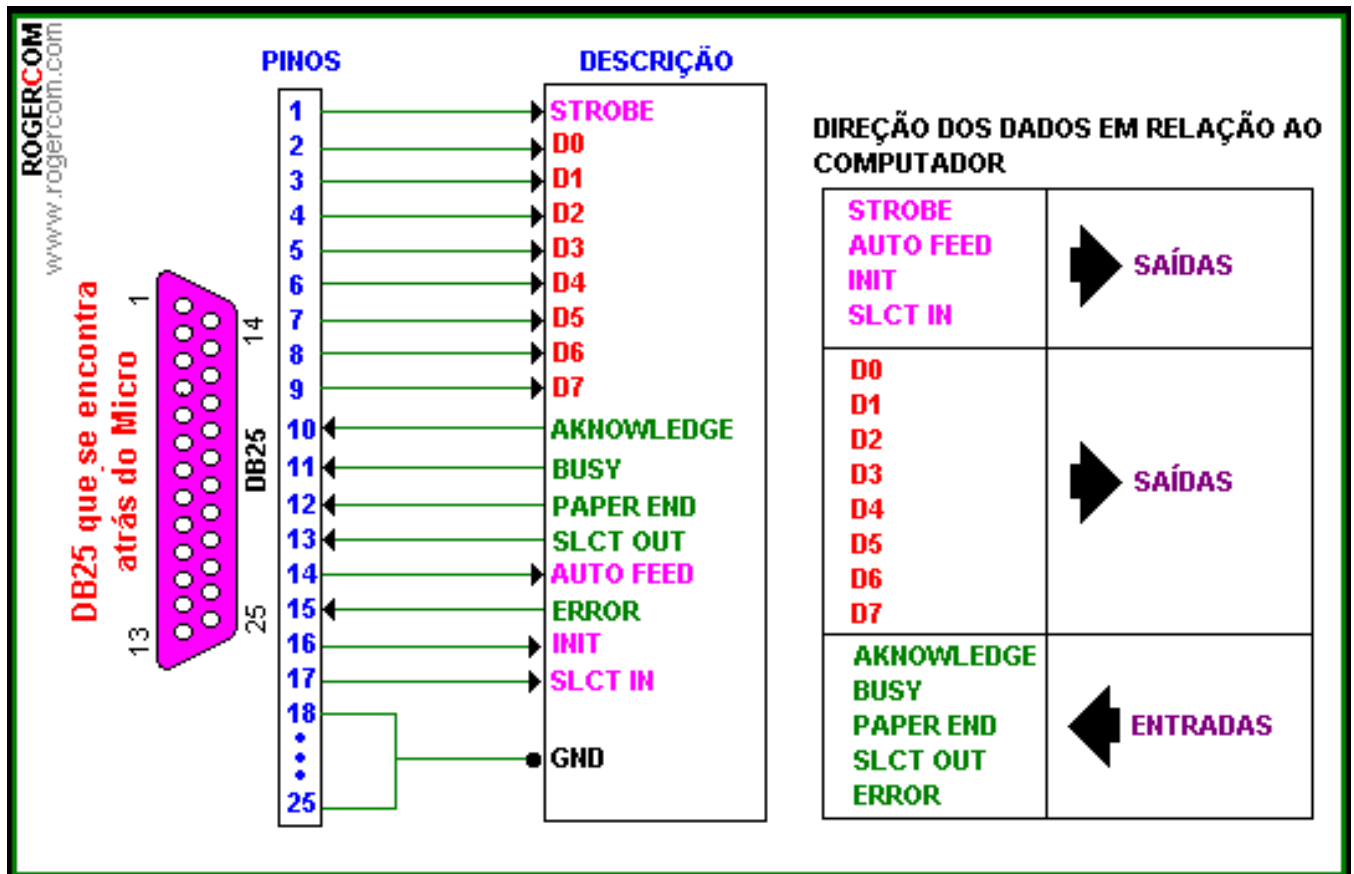 ROGERCOM
www.rogercom.com
DB25 que se encontra
atrás do Micro
1
14
DB25
13
25
PINOS
DESCRIÇÃO
1 STROBE
2 D0
3 D1
4 D2
5 D3
6 D4
7 D5
8 D6
9 D7
10 AKNOWLEDGE
11 BUSY
12 PAPER END
13 SLCT OUT
14 AUTO FEED
15 ERROR
16 INIT
17 SLCT IN
18
GND
25
DIREÇÃO DOS DADOS EM RELAÇÃO AO
COMPUTADOR
STROBE
AUTO FEED
INIT
SLCT IN
SAÍDAS
D0
D1
D2
D3
D4
D5
D6
D7
SAÍDAS
AKNOWLEDGE
BUSY
PAPER END
SLCT OUT
ERROR
ENTRADAS